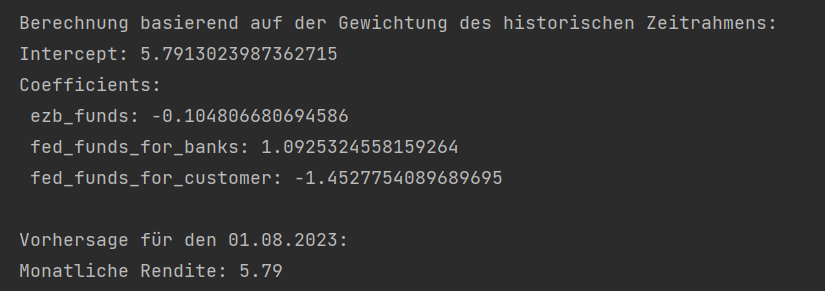 Berechnung basierend auf der Gewichtung des historischen Zeitrahmens:
Intercept: 5.7913023987362715
Coefficients:
ezb_funds: -0.104806680694586
fed_funds_for_banks: 1.0925324558159264
fed_funds_for_customer: -1.4527754089689695
Vorhersage für den 01.08.2023:
Monatliche Rendite: 5.79